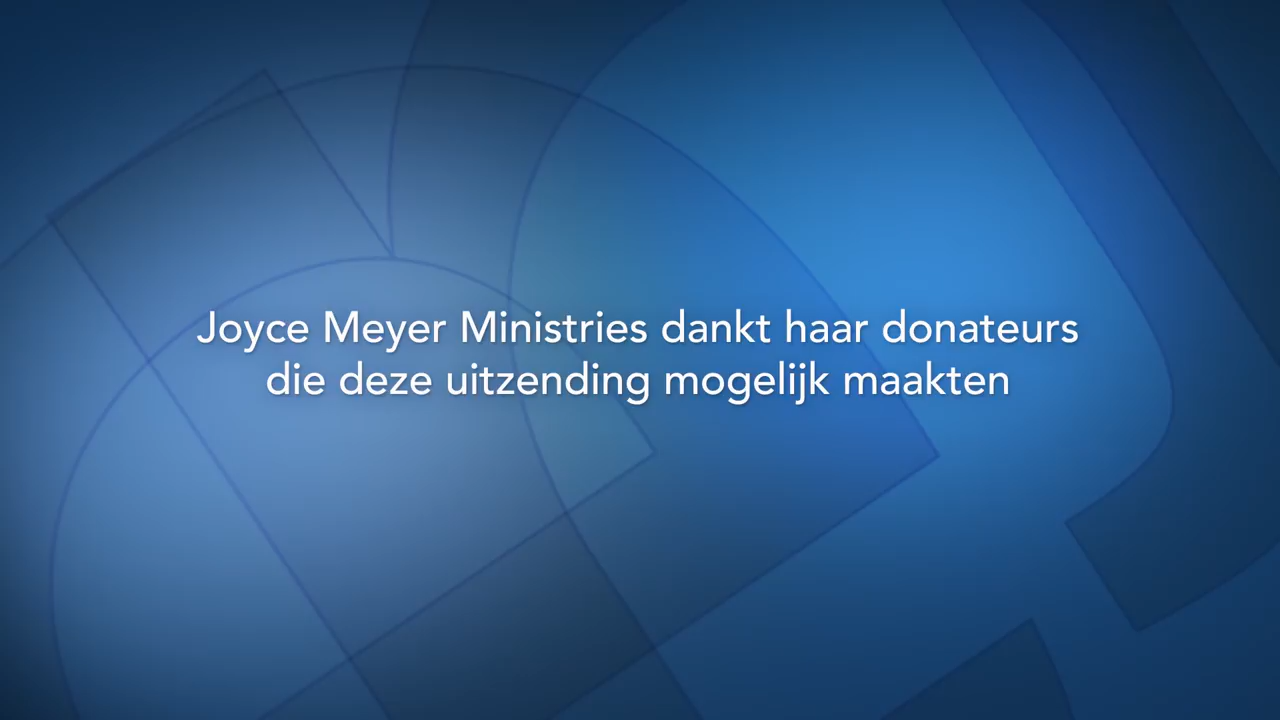 Joyce Meyer Ministries dankt haar donateurs
die deze uitzending mogelijk maakten